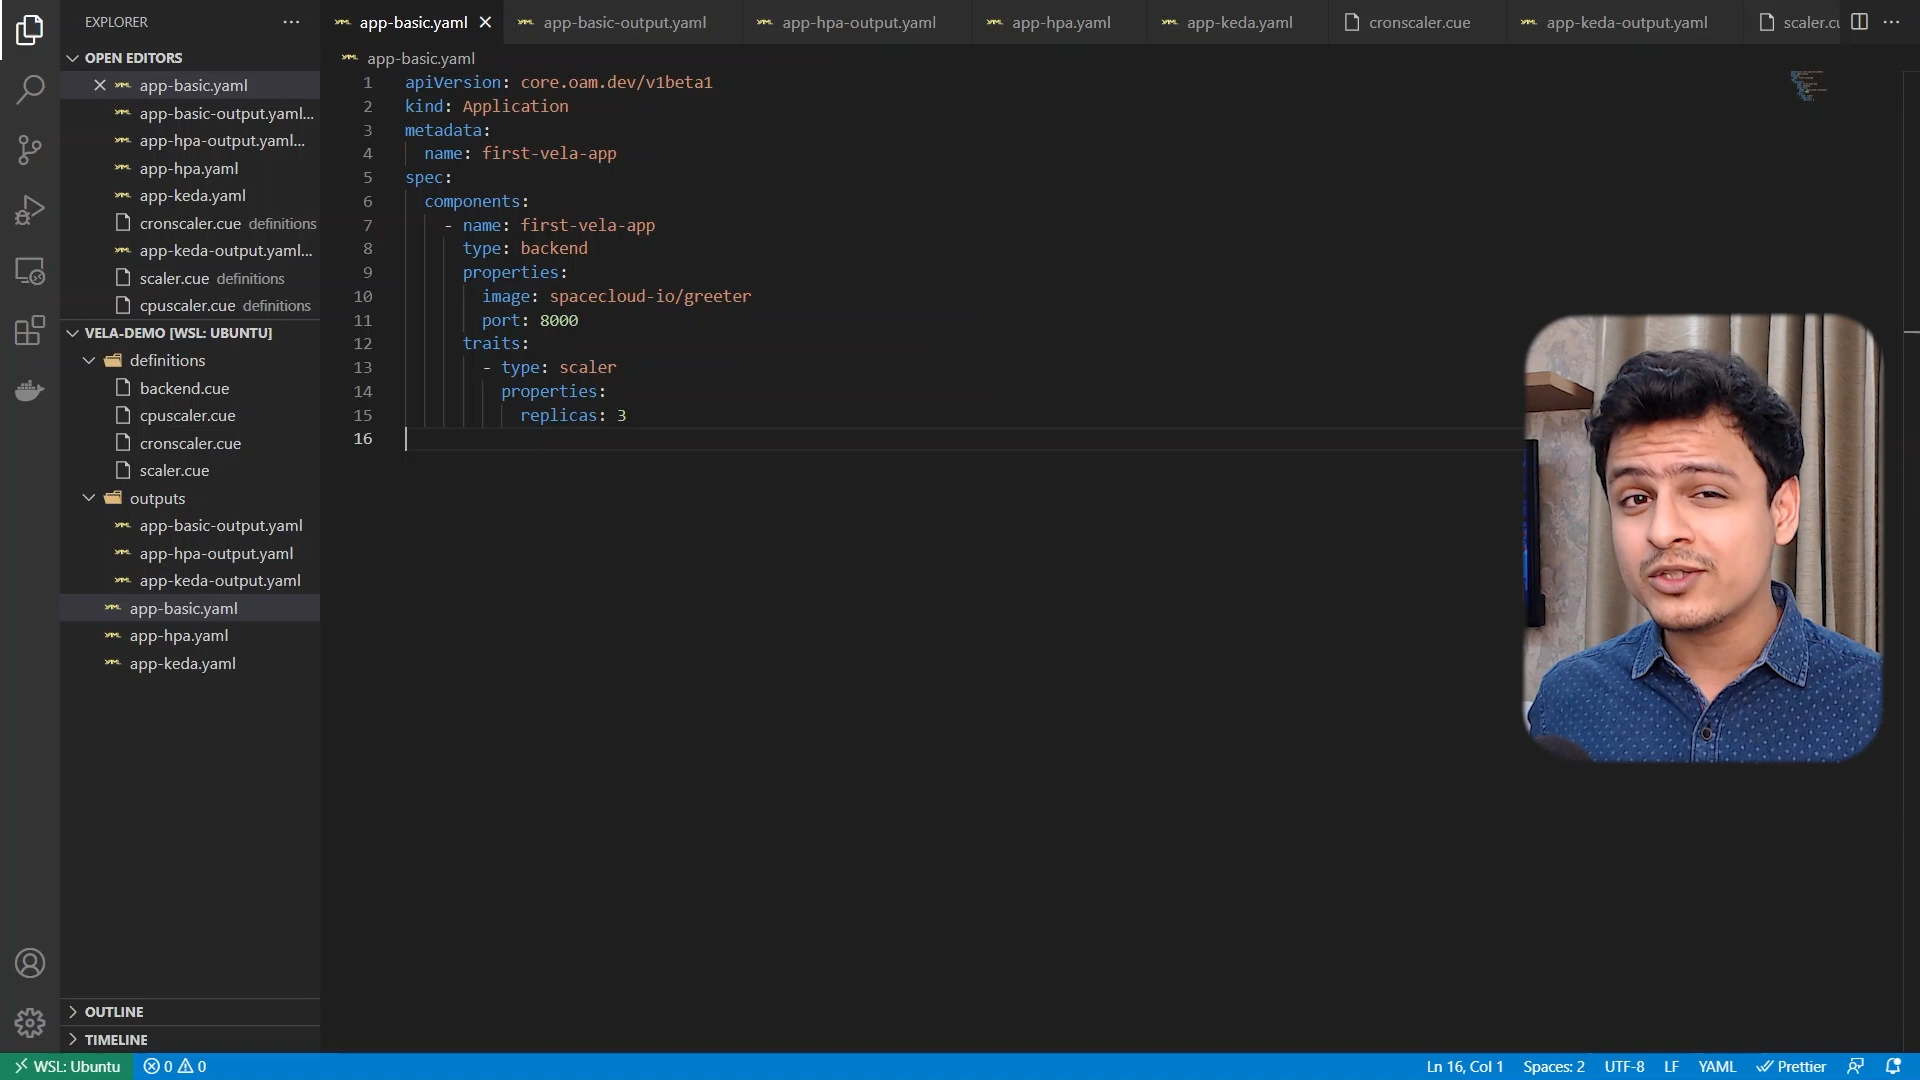 EXPLORER
OPEN EDITORS
app-basic.yaml
app-basic-output.yaml...
app-hpa-output.yaml...
app-hpa.yaml
app-keda.yaml
cronscaler.cue definitions
app-keda-output.yaml...
scaler.cue definitions
cpuscaler.cue definitions
VELA-DEMO [WSL: UBUNTU]
definitions
backend.cue
cpuscaler.cue
cronscaler.cue
scaler.cue
outputs
app-basic-output.yaml
app-hpa-output.yaml
app-keda-output.yaml
app-basic.yaml
app-hpa.yaml
app-keda.yaml
OUTLINE
TIMELINE
app-basic.yaml app-basic-output.yaml app-hpa-output.yaml app-hpa.yaml app-keda.yaml cronscaler.cue app-keda-output.yaml scaler.cu
app-basic.yaml
1 apiVersion: core.oam.dev/v1beta1
2 kind: Application
3 metadata:
4 name: first-vela-app
5 spec:
6 components:
7 - name: first-vela-app
8 type: backend
9 properties:
10 image: spacecloud-io/greeter
11 port: 8000
12 traits:
13 - type: scaler
14 properties:
15 replicas: 3
16
WSL: Ubuntu 0 0 Ln 16, Col 1 Spaces: 2 UTF-8 LF YAML Prettier